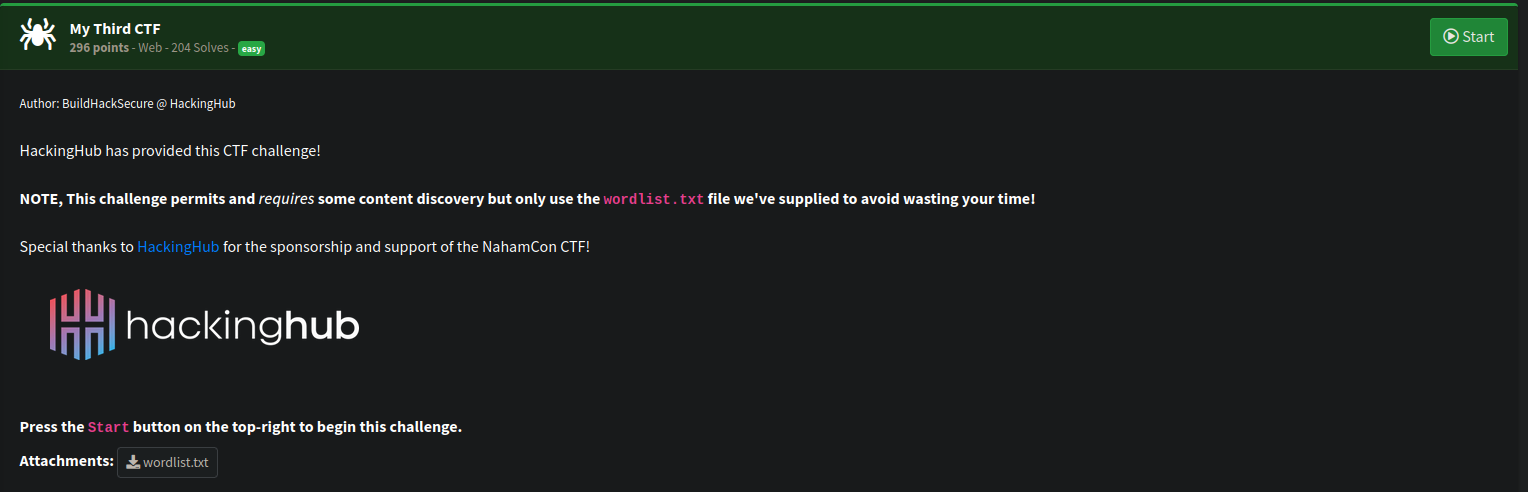 My Third CTF
296 points - Web - 204 Solves - easy
Start
Author: BuildHackSecure @ HackingHub
HackingHub has provided this CTF challenge!
NOTE, This challenge permits and requires some content discovery but only use the wordlist.txt file we've supplied to avoid wasting your time!
Special thanks to HackingHub for the sponsorship and support of the NahamCon CTF!
hackinghub
Press the Start button on the top-right to begin this challenge.
Attachments: wordlist.txt